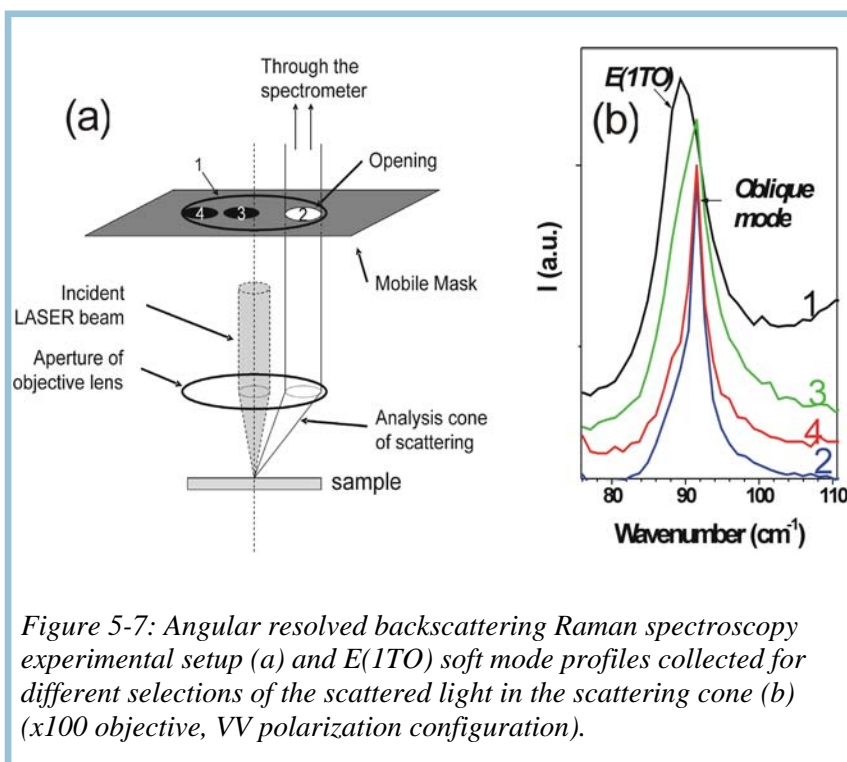 (a)
Through the
spectrometer
1
Opening
4 3 2
Mobile Mask
Incident
LASER beam
Aperture of
objective lens
Analysis cone
of scattering
sample
(b)
E(1TO)
Oblique
mode
I (a.u.)
1
3
4
2
80 90 100 110
Wavenumber (cm⁻¹)
Figure 5-7: Angular resolved backscattering Raman spectroscopy
experimental setup (a) and E(1TO) soft mode profiles collected for
different selections of the scattered light in the scattering cone (b)
(x100 objective, VV polarization configuration).